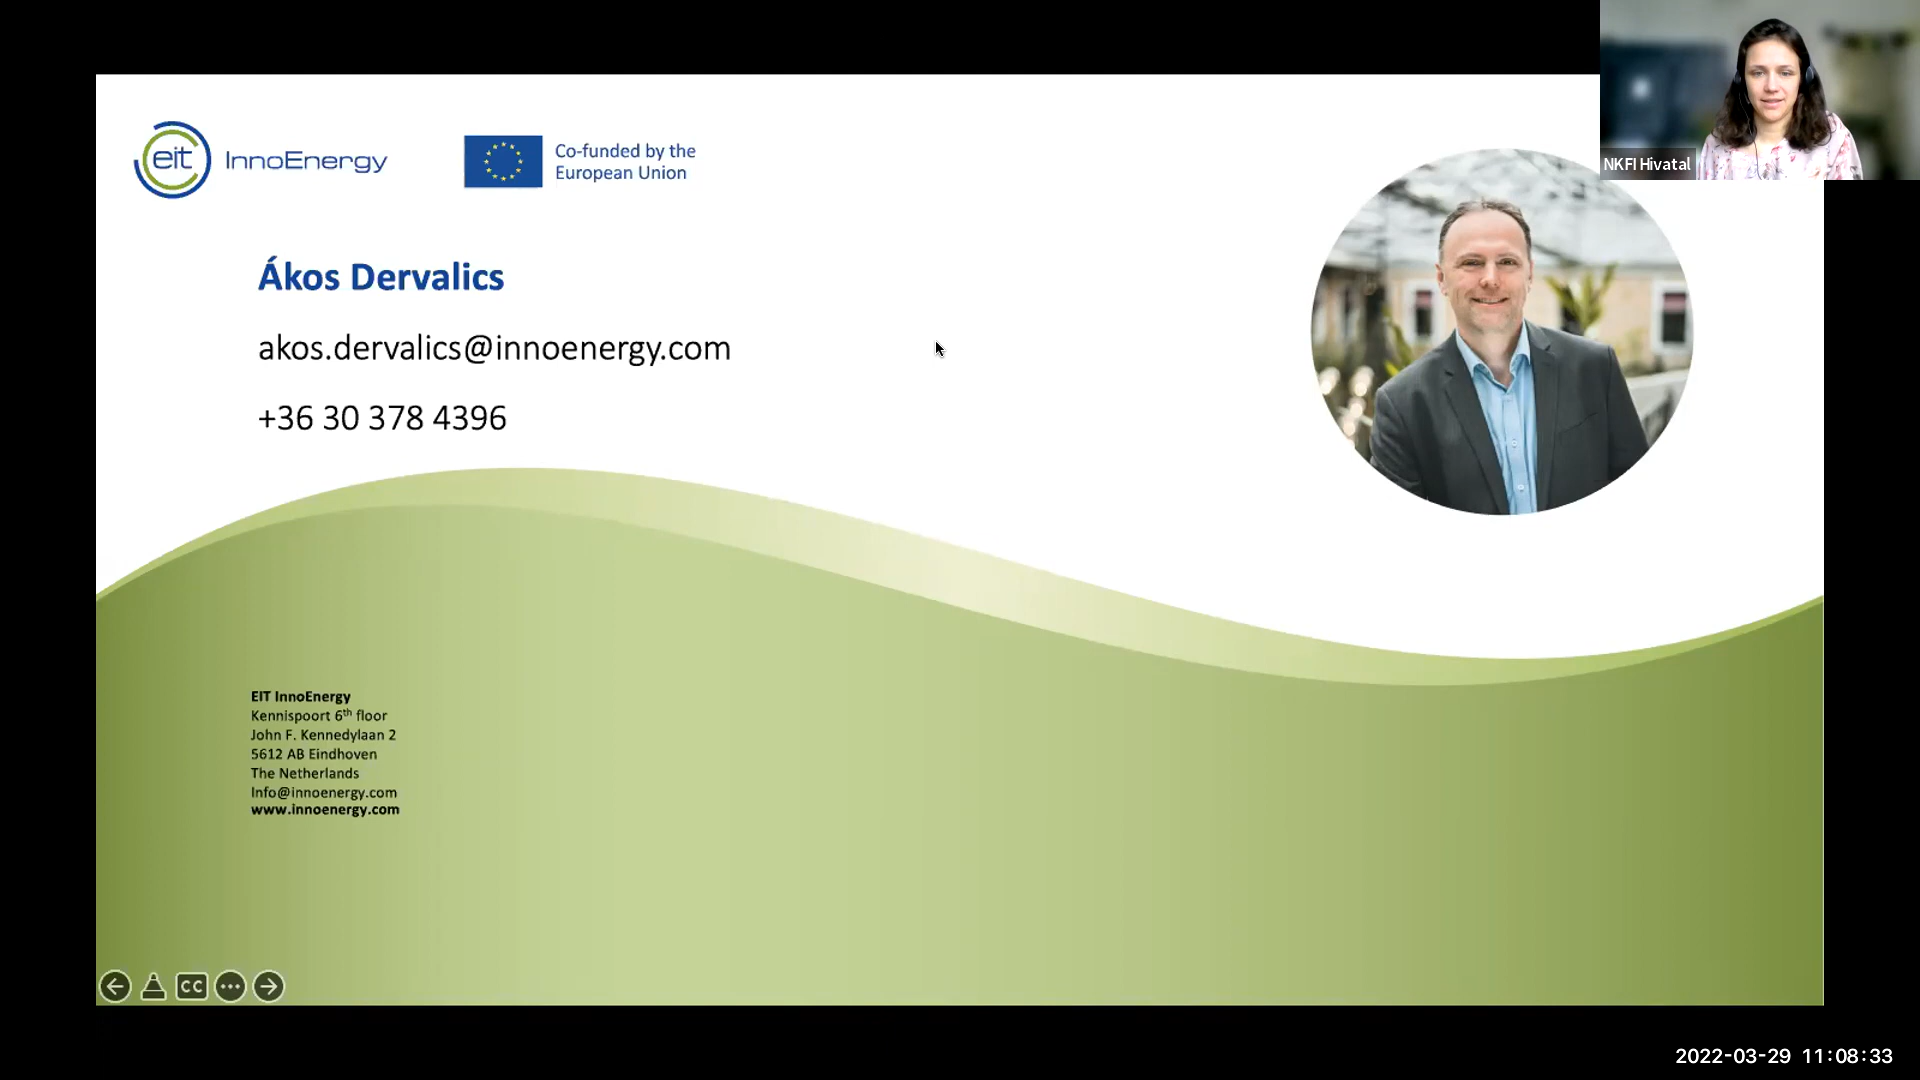 eit InnoEnergy
Co-funded by the
European Union
NKFI Hivatal
Ákos Dervalics
akos.dervalics@innoenergy.com
+36 30 378 4396
EIT InnoEnergy
Kennispoort 6th floor
John F. Kennedylaan 2
5612 AB Eindhoven
The Netherlands
Info@innoenergy.com
www.innoenergy.com
CC
2022-03-29 11:08:33